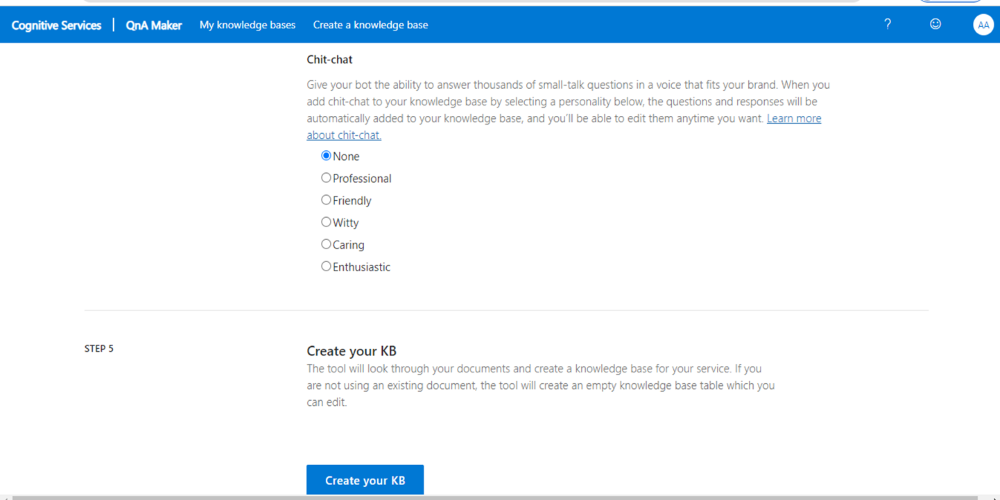 Cognitive Services | QnA Maker My knowledge bases Create a knowledge base ? AA
Chit-chat
Give your bot the ability to answer thousands of small-talk questions in a voice that fits your brand. When you
add chit-chat to your knowledge base by selecting a personality below, the questions and responses will be
automatically added to your knowledge base, and you'll be able to edit them anytime you want. Learn more
about chit-chat.
None
Professional
Friendly
Witty
Caring
Enthusiastic
STEP 5
Create your KB
The tool will look through your documents and create a knowledge base for your service. If you
are not using an existing document, the tool will create an empty knowledge base table which you
can edit.
Create your KB